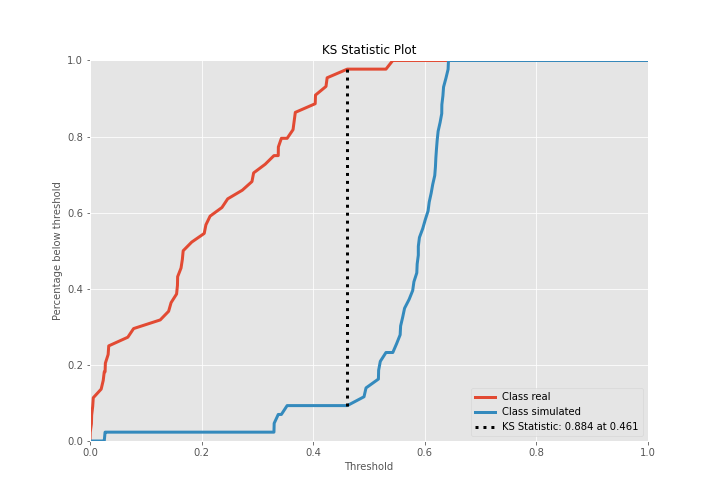 KS Statistic Plot
1.0
0.8
0.6
0.4
0.2
0.0
Percentage below threshold
0.0 0.2 0.4 0.6 0.8 1.0
Threshold
Class real
Class simulated
KS Statistic: 0.884 at 0.461